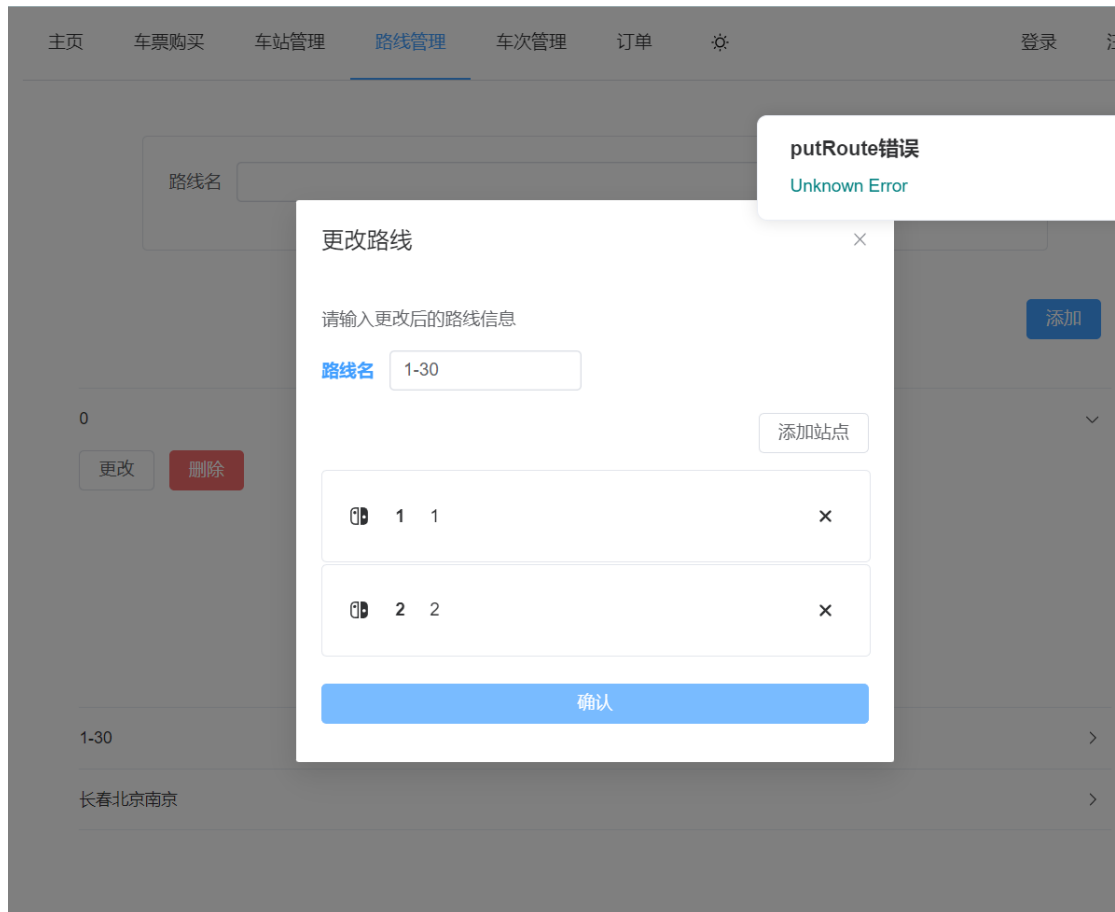 主页 车票购买 车站管理 路线管理 车次管理 订单 登录
putRoute错误
Unknown Error
路线名
更改路线
请输入更改后的路线信息
添加
路线名 1-30
添加站点
0
更改 删除
1 1
2 2
确认
1-30
长春北京南京